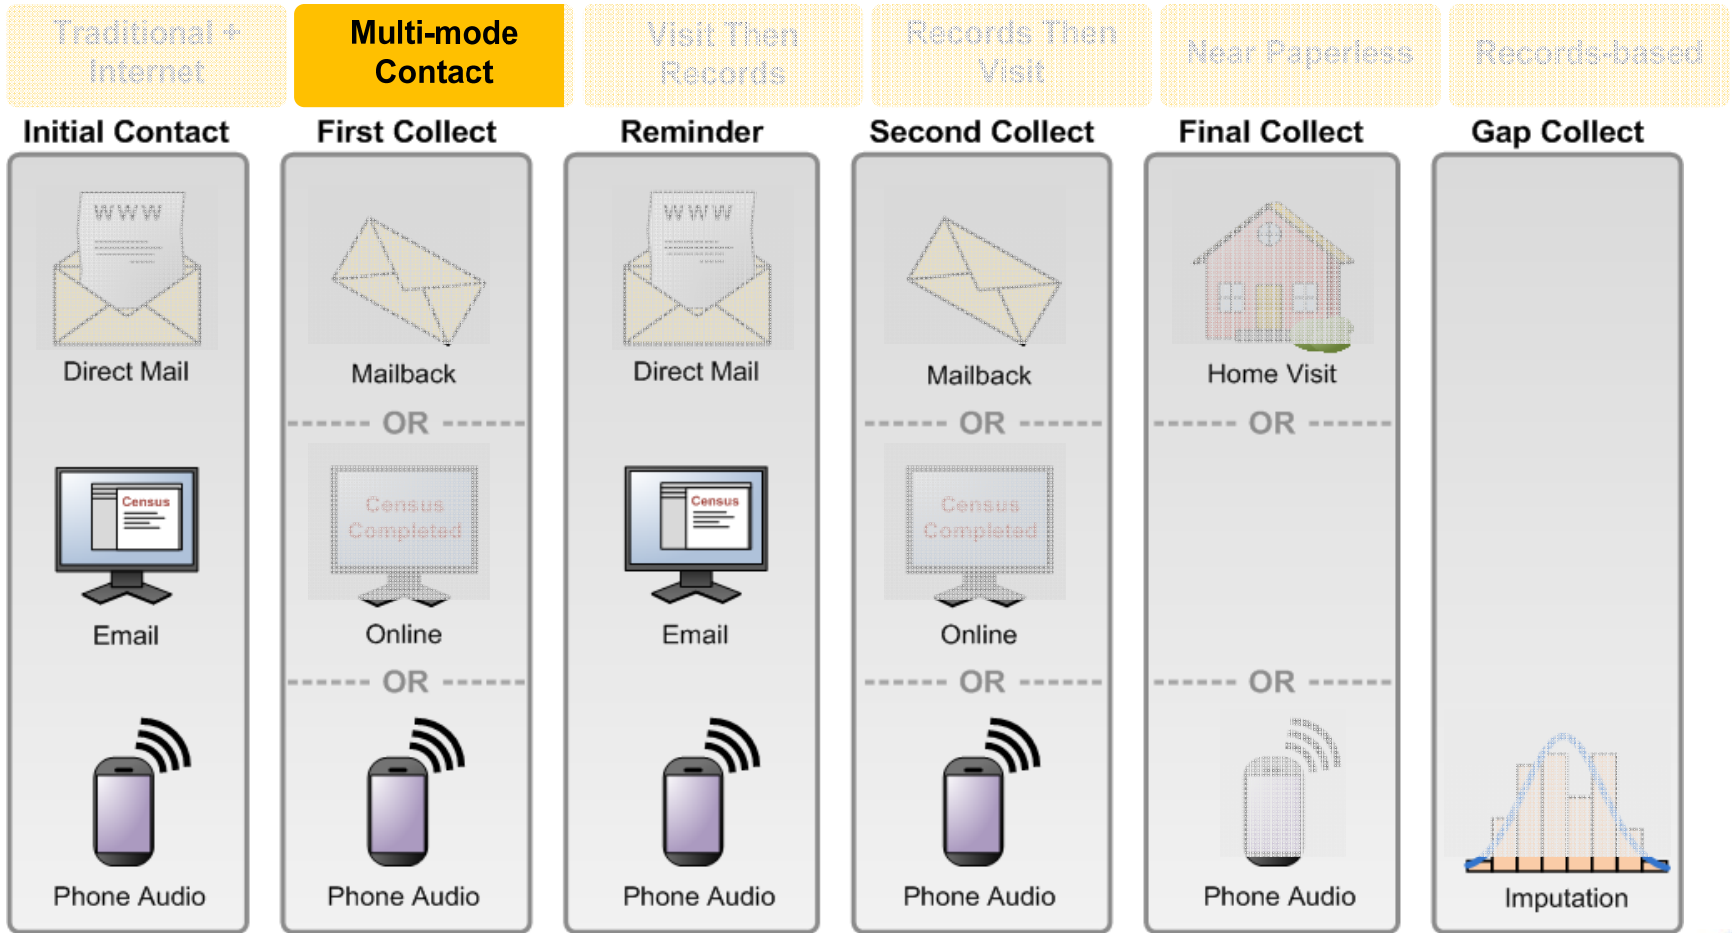 Traditional +
Internet
Multi-mode
Contact
Visit Then
Records
Records Then
Visit
Near Paperless
Records-based
Initial Contact
First Collect
Reminder
Second Collect
Final Collect
Gap Collect
WWW
Direct Mail
Mailback
WWW
Direct Mail
Mailback
Home Visit
OR
OR
OR
Census
Email
Census
Completed
Online
Census
Email
Census
Completed
Online
OR
OR
OR
Phone Audio
Phone Audio
Phone Audio
Phone Audio
Phone Audio
Imputation